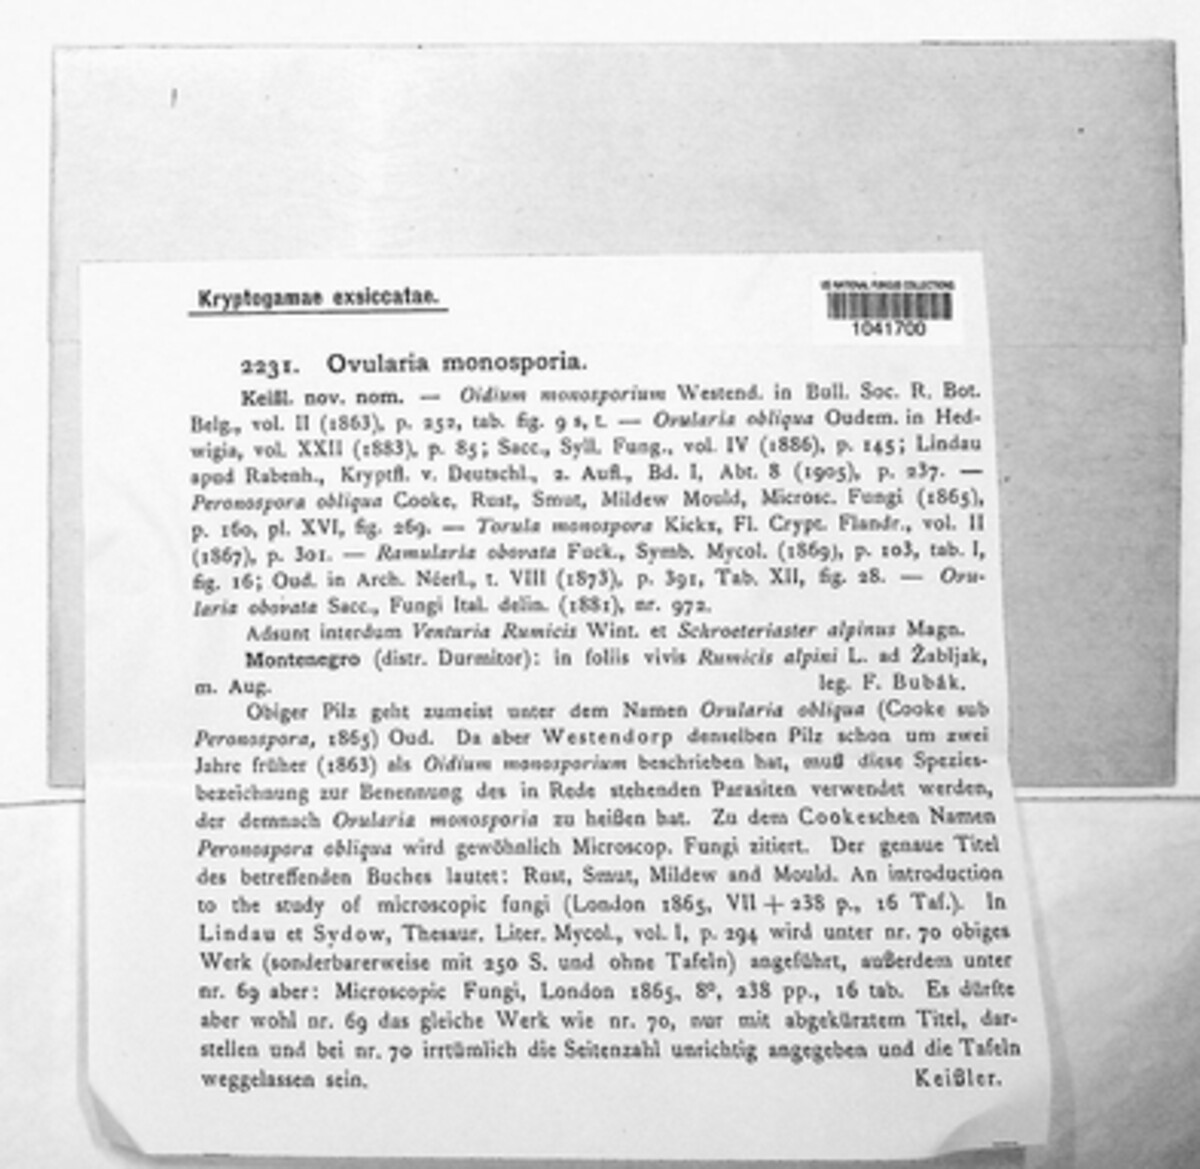 Kryptogamae exsiccatae.
US NATIONAL FUNGUS COLLECTIONS
1041700
2231. Ovularia monosporia.
Keißl. nov. nom. — Oidium monosporium Westend. in Bull. Soc. R. Bot.
Belg., vol. II (1863), p. 252, tab. fig. 9 s, t. — Ovularia obliqua Oudem. in Hed-
wigia, vol. XXII (1883), p. 85; Sacc., Syll. Fung., vol. IV (1886), p. 145; Lindau
apud Rabenh., Kryptfl. v. Deutschl., 2. Aufl., Bd. I, Abt. 8 (1905), p. 237. —
Peronospora obliqua Cooke, Rust, Smut, Mildew Mould, Microsc. Fungi (1865),
p. 160, pl. XVI, fig. 269. — Torula monospora Kickx, Fl. Crypt. Flandr., vol. II
(1867), p. 301. — Ramularia obovata Fuck., Symb. Mycol. (1869), p. 103, tab. I,
fig. 16; Oud. in Arch. Néerl., t. VIII (1873), p. 391, Tab. XII, fig. 28. — Ovu-
laria obovata Sacc., Fungi Ital. delin. (1881), nr. 972.
Adsunt interdum Venturia Rumicis Wint. et Schroeteriaster alpinus Magn.
Montenegro (distr. Durmitor): in foliis vivis Rumicis alpini L. ad Žabljak,
m. Aug. leg. F. Bubák.
Obiger Pilz geht zumeist unter dem Namen Ovularia obliqua (Cooke sub
Peronospora, 1865) Oud. Da aber Westendorp denselben Pilz schon um zwei
Jahre früher (1863) als Oidium monosporium beschrieben hat, muß diese Spezies-
bezeichnung zur Benennung des in Rede stehenden Parasiten verwendet werden,
der demnach Ovularia monosporia zu heißen hat. Zu dem Cookeschen Namen
Peronospora obliqua wird gewöhnlich Microscop. Fungi zitiert. Der genaue Titel
des betreffenden Buches lautet: Rust, Smut, Mildew and Mould. An introduction
to the study of microscopic fungi (London 1865, VII + 238 p., 16 Taf.). In
Lindau et Sydow, Thesaur. Liter. Mycol., vol. I, p. 294 wird unter nr. 70 obiges
Werk (sonderbarerweise mit 250 S. und ohne Tafeln) angeführt, außerdem unter
nr. 69 aber: Microscopic Fungi, London 1865, 8°, 238 pp., 16 tab. Es dürfte
aber wohl nr. 69 das gleiche Werk wie nr. 70, nur mit abgekürztem Titel, dar-
stellen und bei nr. 70 irrtümlich die Seitenzahl unrichtig angegeben und die Tafeln
weggelassen sein. Keißler.